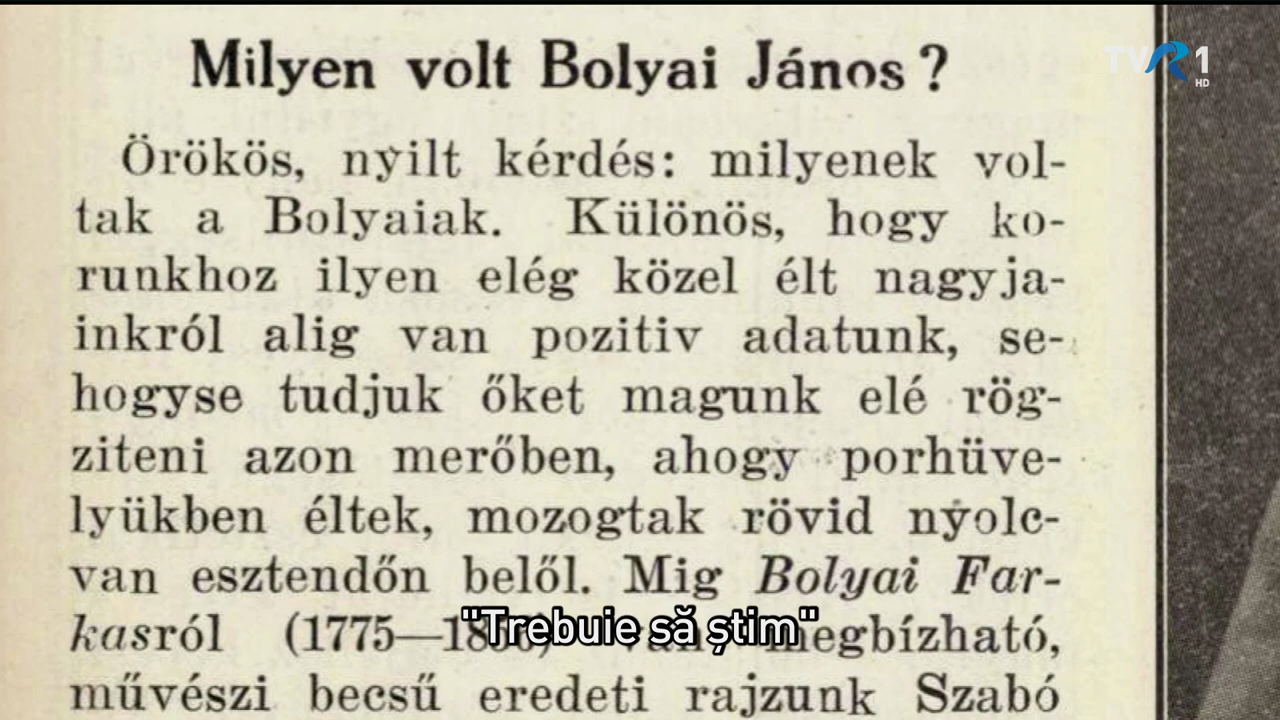 Milyen volt Bolyai János?
TVR1
HD
Örökös, nyilt kérdés: milyenek vol-
tak a Bolyaiak. Különös, hogy ko-
runkhoz ilyen elég közel élt nagyja-
inkról alig van pozitiv adatunk, se-
hogyse tudjuk őket magunk elé rög-
ziteni azon merőben, ahogy porhüve-
lyükben éltek, mozogtak rövid nyolc-
van esztendőn belől. Mig Bolyai Far-
kasról (1775—18 megbízható,
"Trebuie să știm"
művészi becsű eredeti rajzunk Szabó